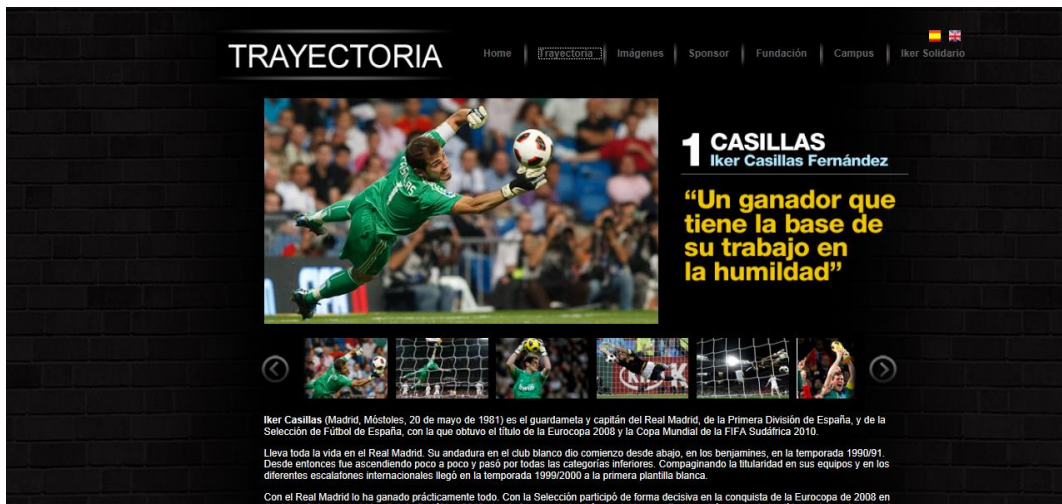 TRAYECTORIA
Home
Trayectoria
Imágenes
Sponsor
Fundación
Campus
Iker Solidario
1 CASILLAS
Iker Casillas Fernández
“Un ganador que
tiene la base de
su trabajo en
la humildad”
Iker Casillas (Madrid, Móstoles, 20 de mayo de 1981) es el guardameta y capitán del Real Madrid, de la Primera División de España, y de la
Selección de Fútbol de España, con la que obtuvo el título de la Eurocopa 2008 y la Copa Mundial de la FIFA Sudáfrica 2010.
Lleva toda la vida en el Real Madrid. Su andadura en el club blanco dio comienzo desde abajo, en los benjamines, en la temporada 1990/91.
Desde entonces fue ascendiendo poco a poco y pasó por todas las categorías inferiores. Compaginando la titularidad en sus equipos y en los
diferentes escalafones internacionales llegó en la temporada 1999/2000 a la primera plantilla blanca.
Con el Real Madrid lo ha ganado prácticamente todo. Con la Selección participó de forma decisiva en la conquista de la Eurocopa de 2008 en